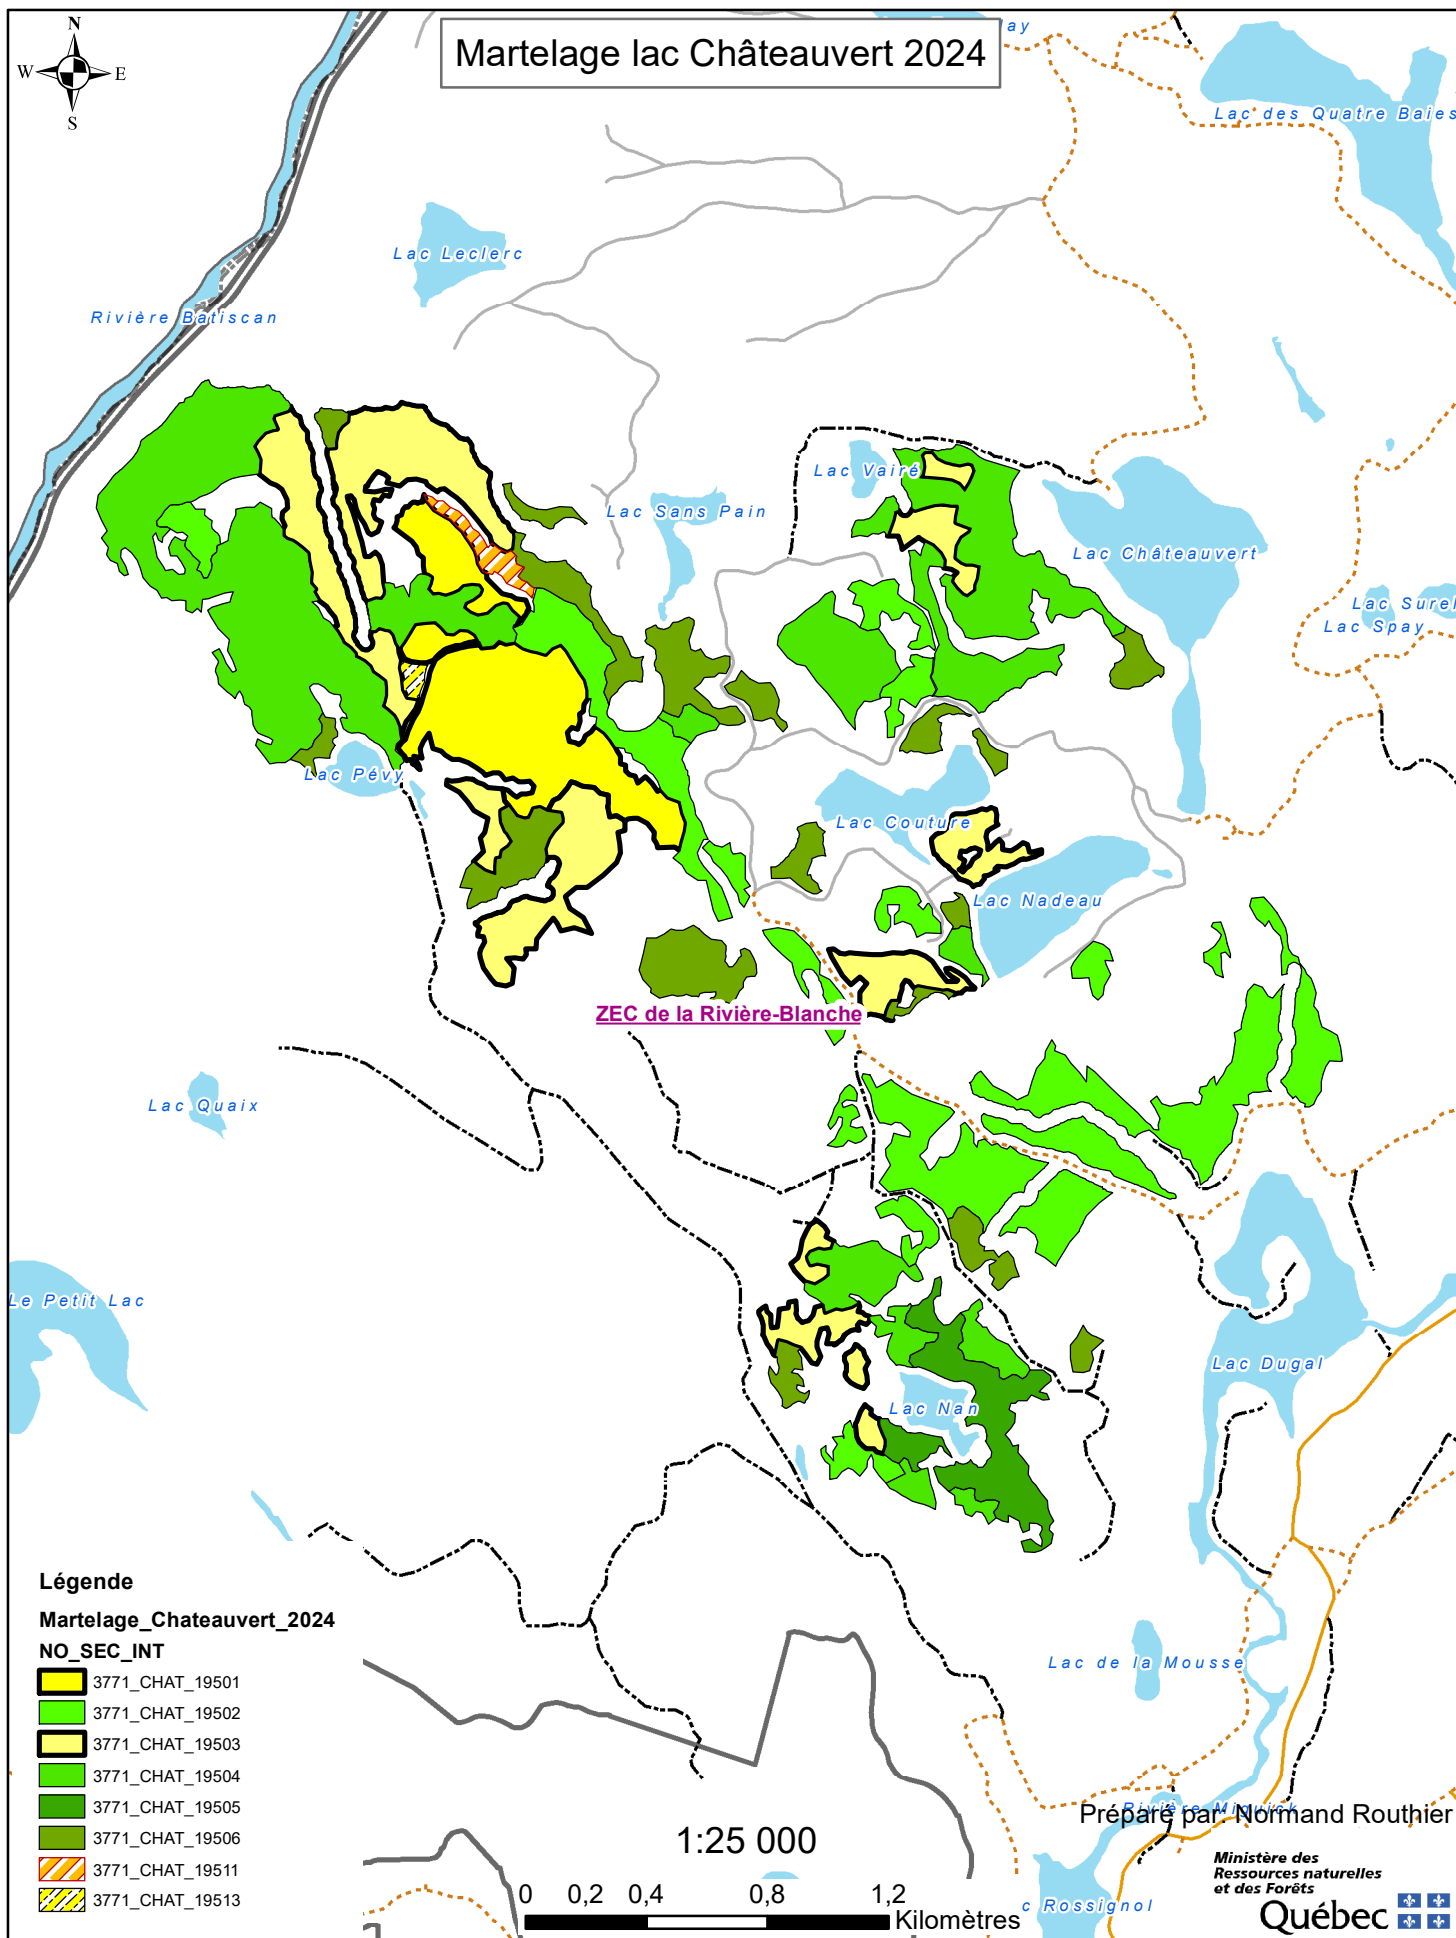 N
W E
S
Martelage lac Châteauvert 2024
ay
Lac des Quatre Baies
Lac Leclerc
Rivière Batiscan
Lac Vairé
Lac Sans Pain
Lac Châteauvert
Lac Surel
Lac Spay
Lac Pévy
Lac Couture
Lac Nadeau
ZEC de la Rivière-Blanche
Lac Quaix
Le Petit Lac
Lac Dugal
Lac Nan
Lac de la Mousse
Légende
Martelage_Chateauvert_2024
NO_SEC_INT
3771_CHAT_19501
3771_CHAT_19502
3771_CHAT_19503
3771_CHAT_19504
3771_CHAT_19505
3771_CHAT_19506
3771_CHAT_19511
3771_CHAT_19513
Rivière Miguick
Préparé par: Normand Routhier
1:25 000
0 0,2 0,4 0,8 1,2
Kilomètres
c Rossignol
Ministère des
Ressources naturelles
et des Forêts
Québec